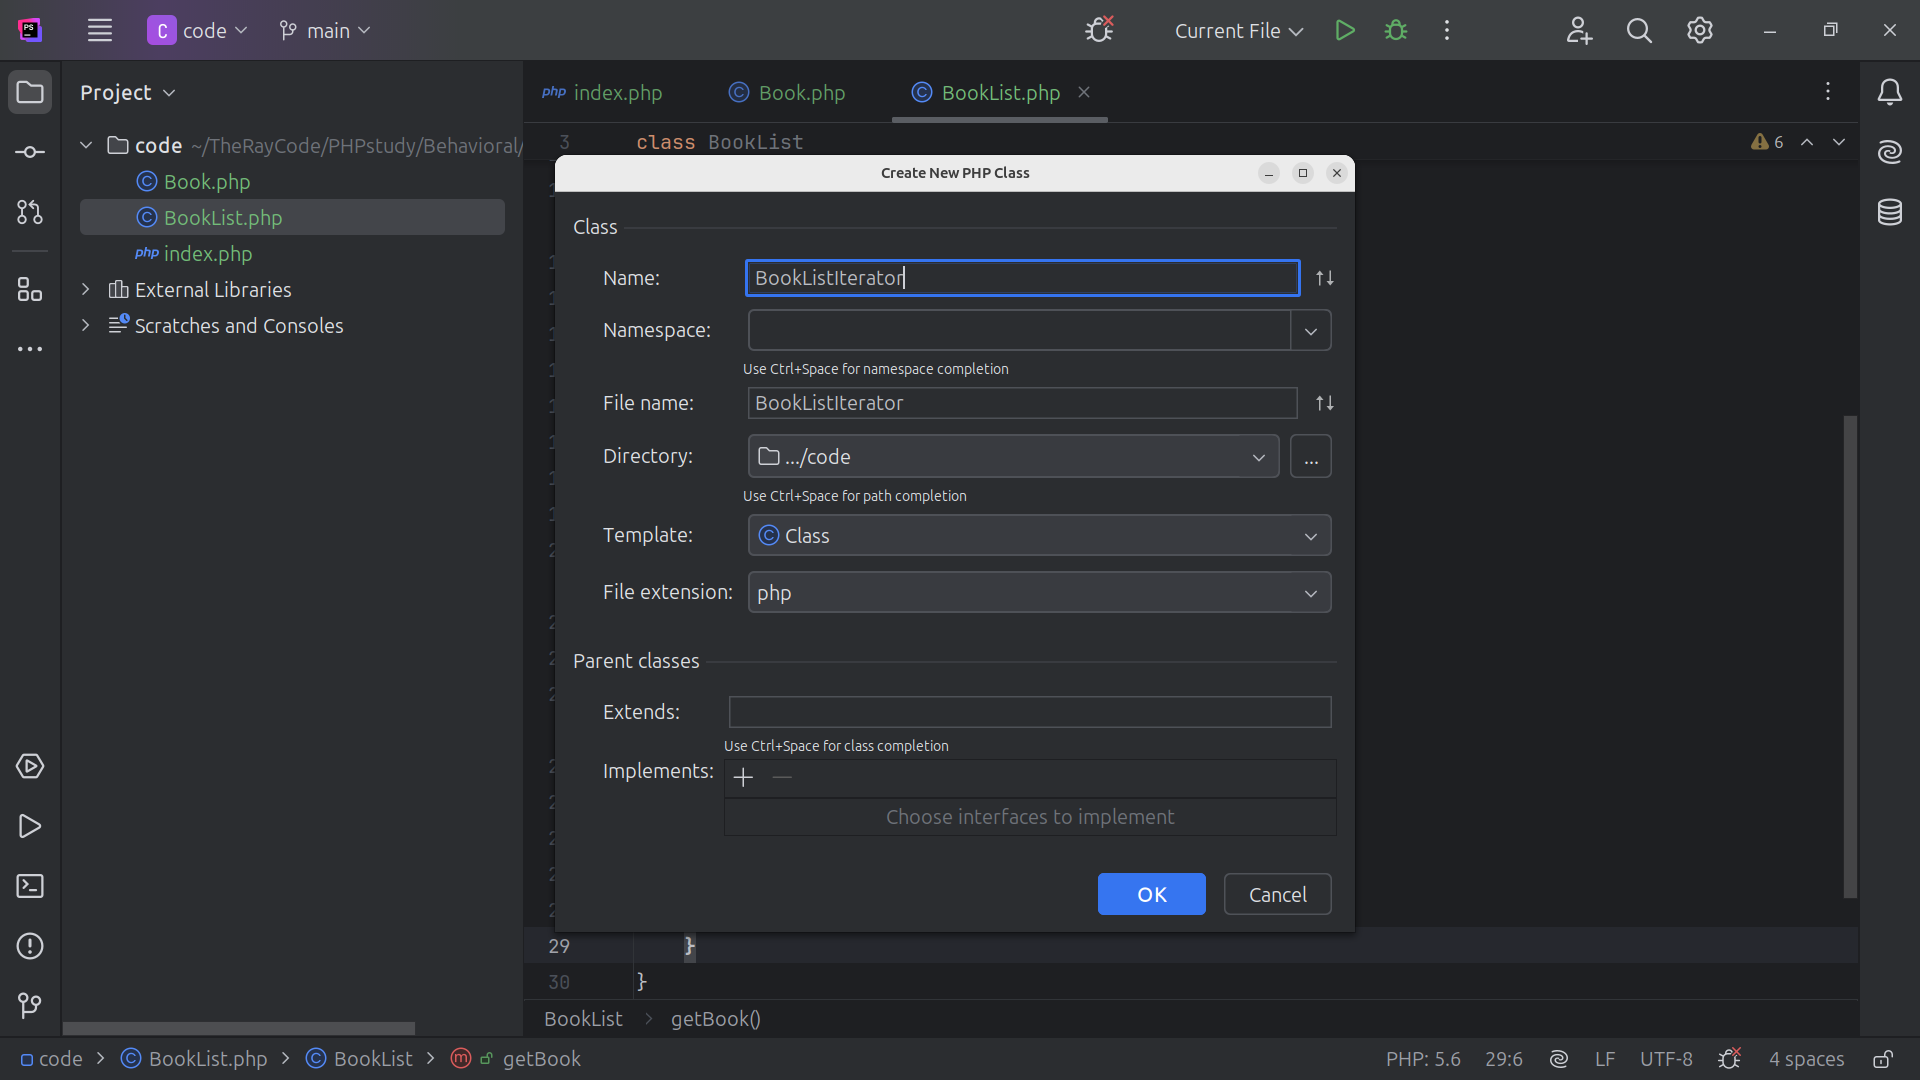 PS
C code main Current File
Project
index.php Book.php BookList.php
code ~/TheRayCode/PHPstudy/Behavioral/
3 class BookList 6
Create New PHP Class
Book.php
BookList.php
php index.php
External Libraries
Scratches and Consoles
Class
Name: BookListIterator
Namespace:
Use Ctrl+Space for namespace completion
File name: BookListIterator
Directory: .../code ...
Use Ctrl+Space for path completion
Template: Class
File extension: php
Parent classes
Extends:
Use Ctrl+Space for class completion
Implements:
Choose interfaces to implement
OK Cancel
29 }
30 }
BookList > getBook()
code > BookList.php > BookList > getBook PHP: 5.6 29:6 LF UTF-8 4 spaces